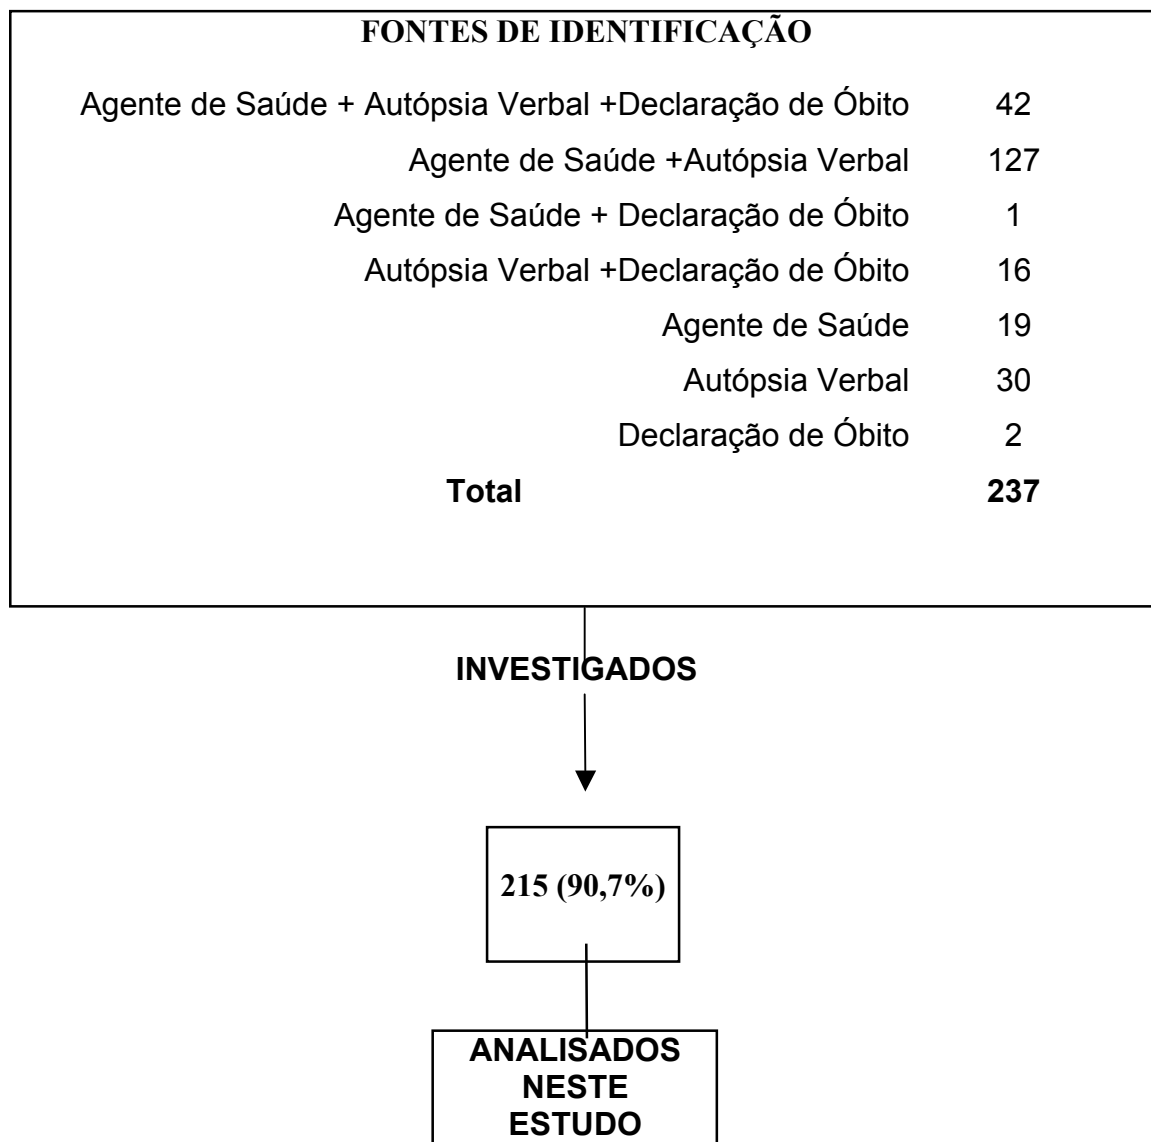 FONTES DE IDENTIFICAÇÃO
Agente de Saúde + Autópsia Verbal +Declaração de Óbito 42
Agente de Saúde +Autópsia Verbal 127
Agente de Saúde + Declaração de Óbito 1
Autópsia Verbal +Declaração de Óbito 16
Agente de Saúde 19
Autópsia Verbal 30
Declaração de Óbito 2
Total 237
INVESTIGADOS
215 (90,7%)
ANALISADOS
NESTE
ESTUDO